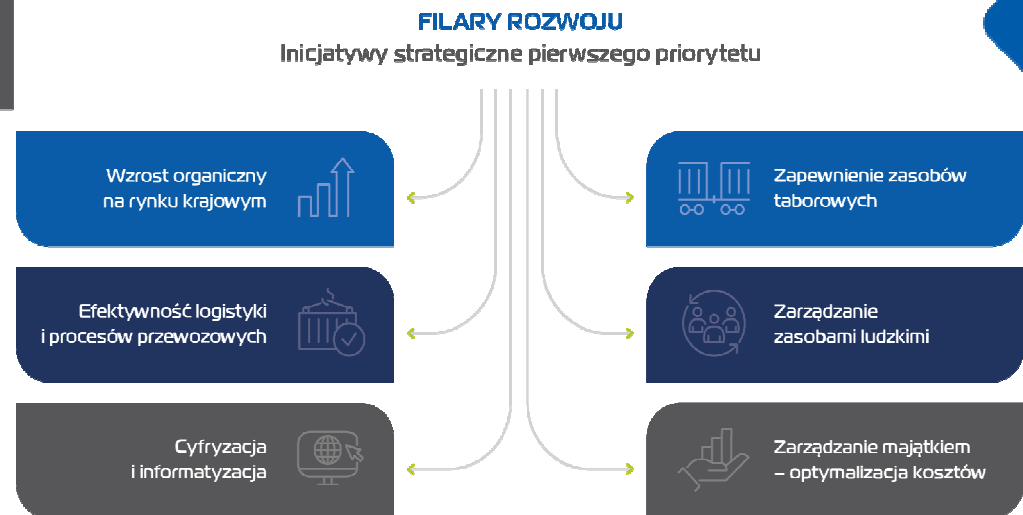 FILARY ROZWOJU
Inicjatywy strategiczne pierwszego priorytetu
Wzrost organiczny
na rynku krajowym
Zapewnienie zasobów
taborowych
Efektywność logistyki
i procesów przewozowych
Zarządzanie
zasobami ludzkimi
Cyfryzacja
i informatyzacja
Zarządzanie majątkiem
– optymalizacja kosztów